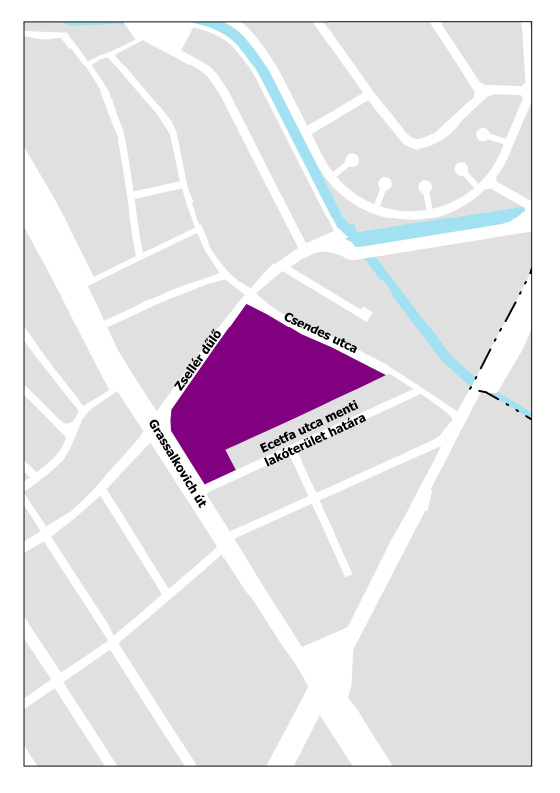 Csendes utca
Zsellér dűlő
Ecetfa utca menti
lakóterület határa
Grassalkovich út